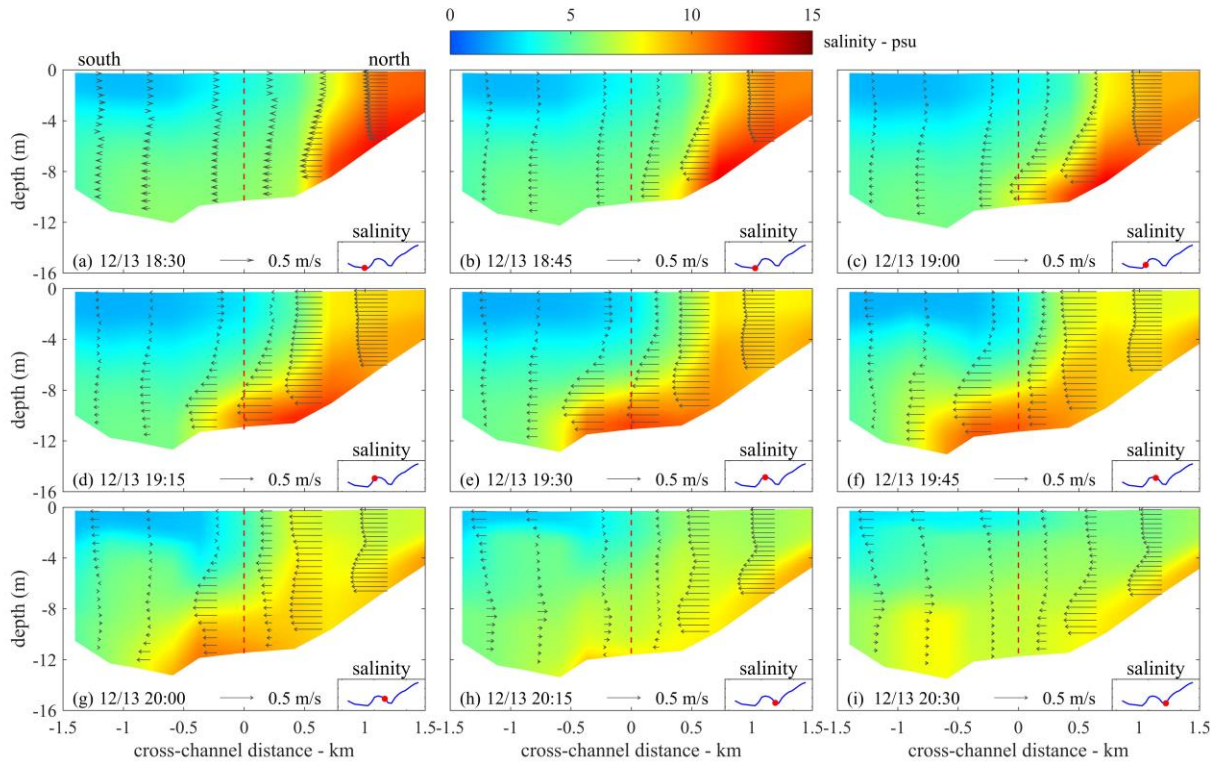 0 5 10 15
salinity - psu
south north
0
-4
-8
-12
-16
depth (m)
salinity
(a) 12/13 18:30 0.5 m/s
salinity
(b) 12/13 18:45 0.5 m/s
salinity
(c) 12/13 19:00 0.5 m/s
0
-4
-8
-12
-16
depth (m)
salinity
(d) 12/13 19:15 0.5 m/s
salinity
(e) 12/13 19:30 0.5 m/s
salinity
(f) 12/13 19:45 0.5 m/s
0
-4
-8
-12
-16
depth (m)
salinity
(g) 12/13 20:00 0.5 m/s
salinity
(h) 12/13 20:15 0.5 m/s
salinity
(i) 12/13 20:30 0.5 m/s
-1.5 -1 -0.5 0 0.5 1 1.5
-1 -0.5 0 0.5 1 1.5
-1 -0.5 0 0.5 1 1.5
cross-channel distance - km
cross-channel distance - km
cross-channel distance - km